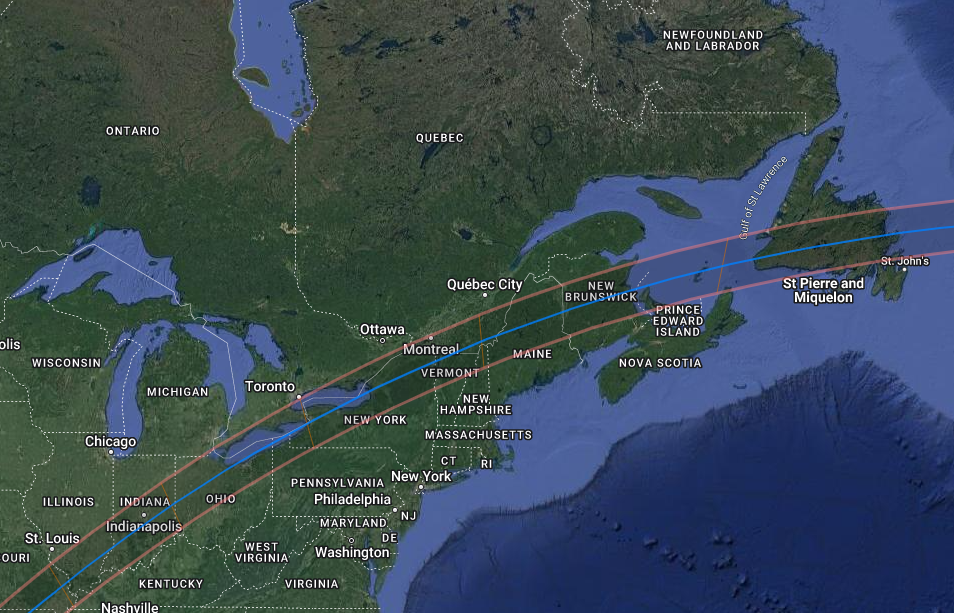 NEWFOUNDLAND
AND LABRADOR
ONTARIO
QUEBEC
Gulf of St Lawrence
St. John's
Québec City
St Pierre and
Miquelon
NEW
BRUNSWICK
PRINCE
EDWARD
ISLAND
Ottawa
olis
Montreal
MAINE
WISCONSIN
VERMONT
NOVA SCOTIA
Toronto
MICHIGAN
NEW
HAMPSHIRE
NEW YORK
Chicago
MASSACHUSETTS
CT
RI
New York
PENNSYLVANIA
ILLINOIS
INDIANA
OHIO
Philadelphia
NJ
Indianapolis
MARYLAND
St. Louis
DE
WEST
VIRGINIA
Washington
OURI
KENTUCKY
VIRGINIA
Nashville